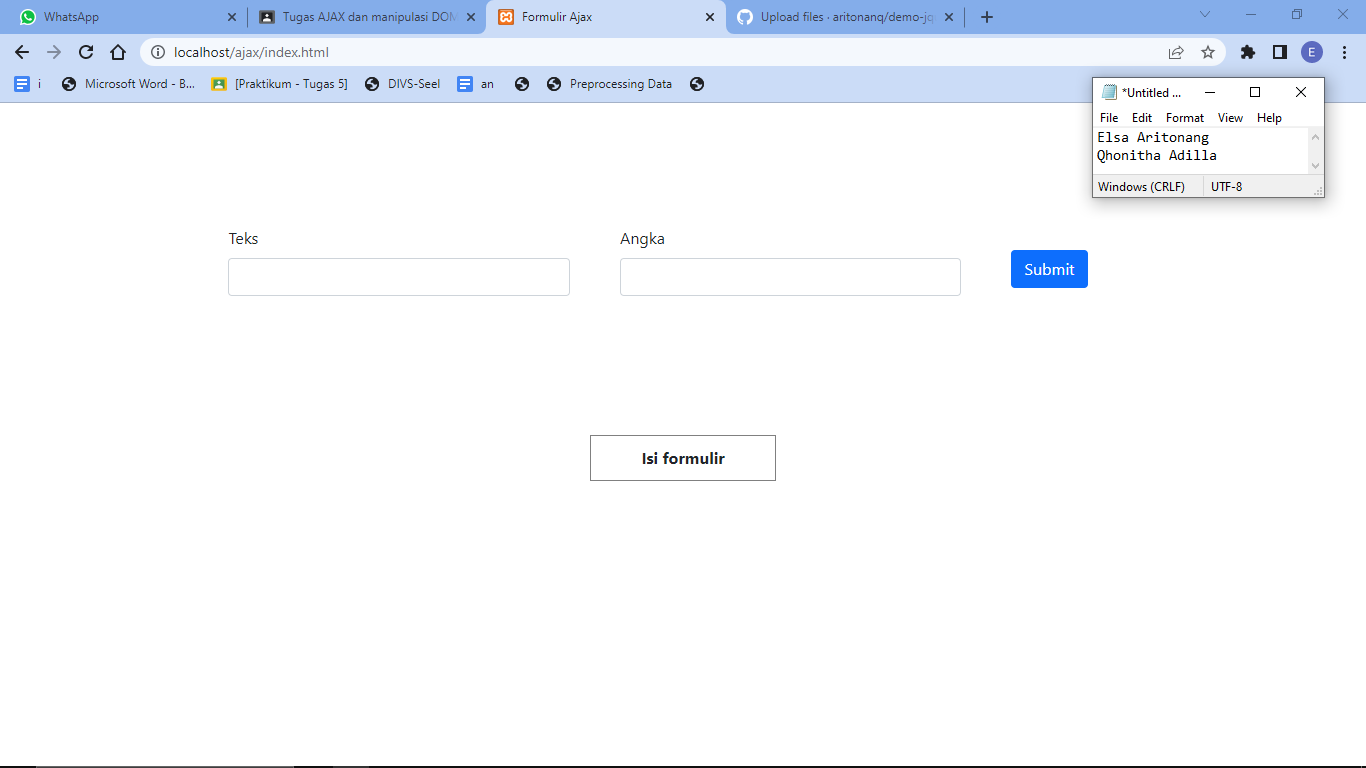 WhatsApp
Tugas AJAX dan manipulasi DOM
Formulir Ajax
Upload files · aritonanq/demo-jq
localhost/ajax/index.html
E
i
Microsoft Word - B...
[Praktikum - Tugas 5]
DIVS-Seel
an
Preprocessing Data
*Untitled ...
File Edit Format View Help
Elsa Aritonang
Qhonitha Adilla
Windows (CRLF) UTF-8
Teks
Angka
Submit
Isi formulir